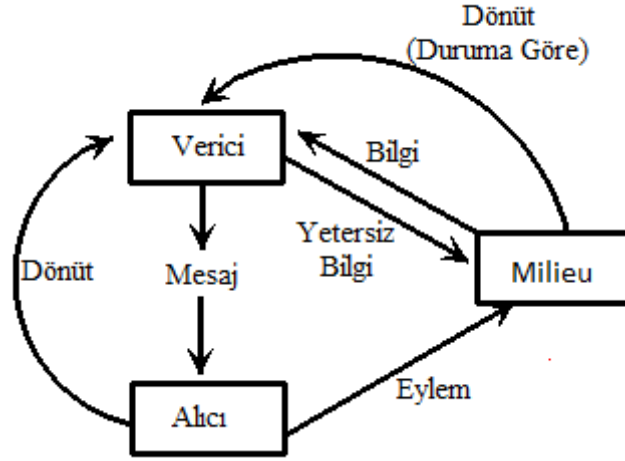 Dönüt
(Duruma Göre)
Verici
Bilgi
Yetersiz
Bilgi
Milieu
Dönüt
Mesaj
Alıcı
Eylem